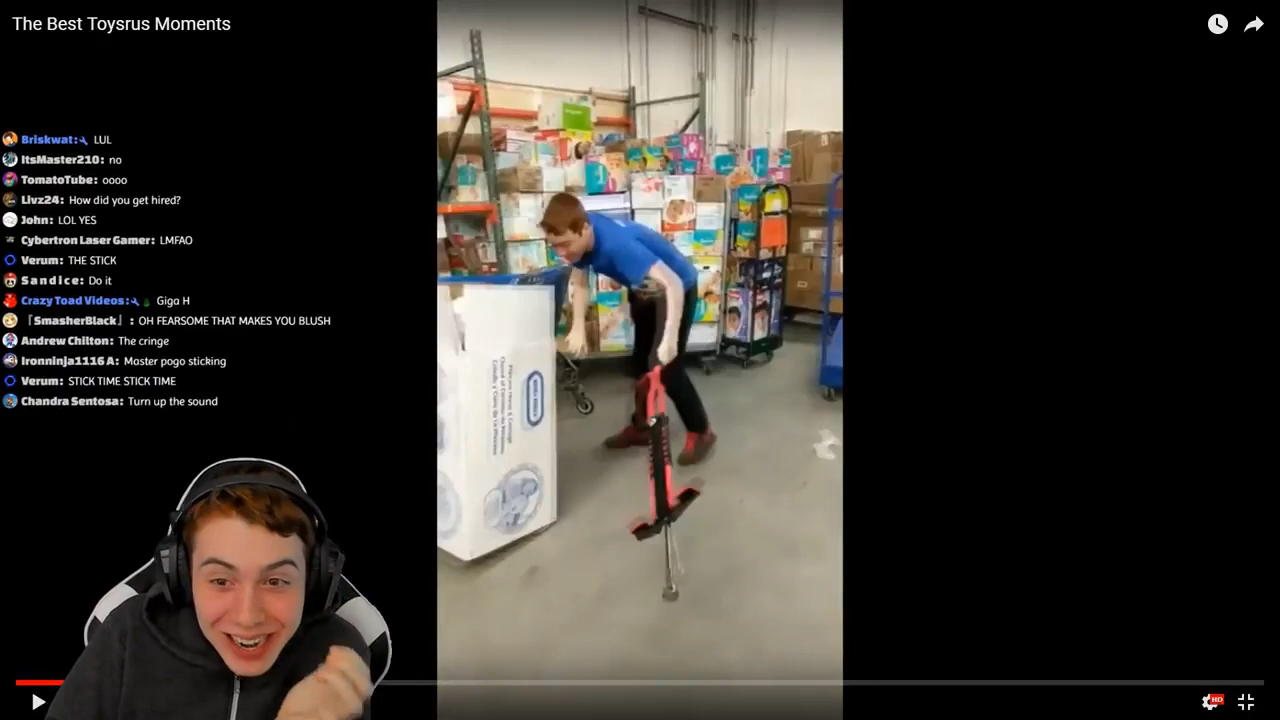 The Best Toysrus Moments
Briskwat: LUL
ItsMaster210: no
TomatoTube: oooo
Livz24: How did you get hired?
John: LOL YES
Cybertron Laser Gamer: LMFAO
Verum: THE STICK
Sandice: Do it
Crazy Toad Videos: Giga H
『SmasherBlack』: OH FEARSOME THAT MAKES YOU BLUSH
Andrew Chilton: The cringe
Ironninja1116 A: Master pogo sticking
Verum: STICK TIME STICK TIME
Chandra Sentosa: Turn up the sound
HD